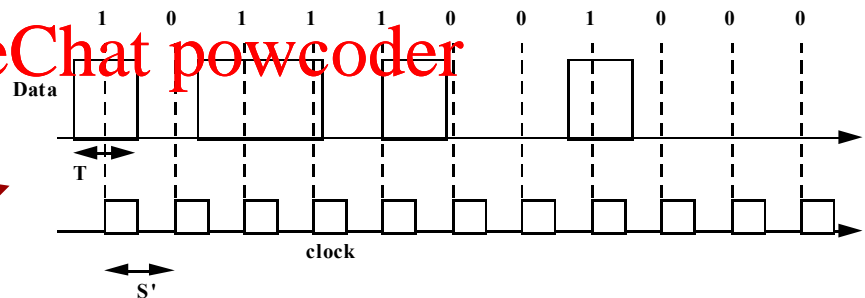 1 0 1 1 1 0 0 1 0 0 0
eChat powcoder
Data
T
clock
S'